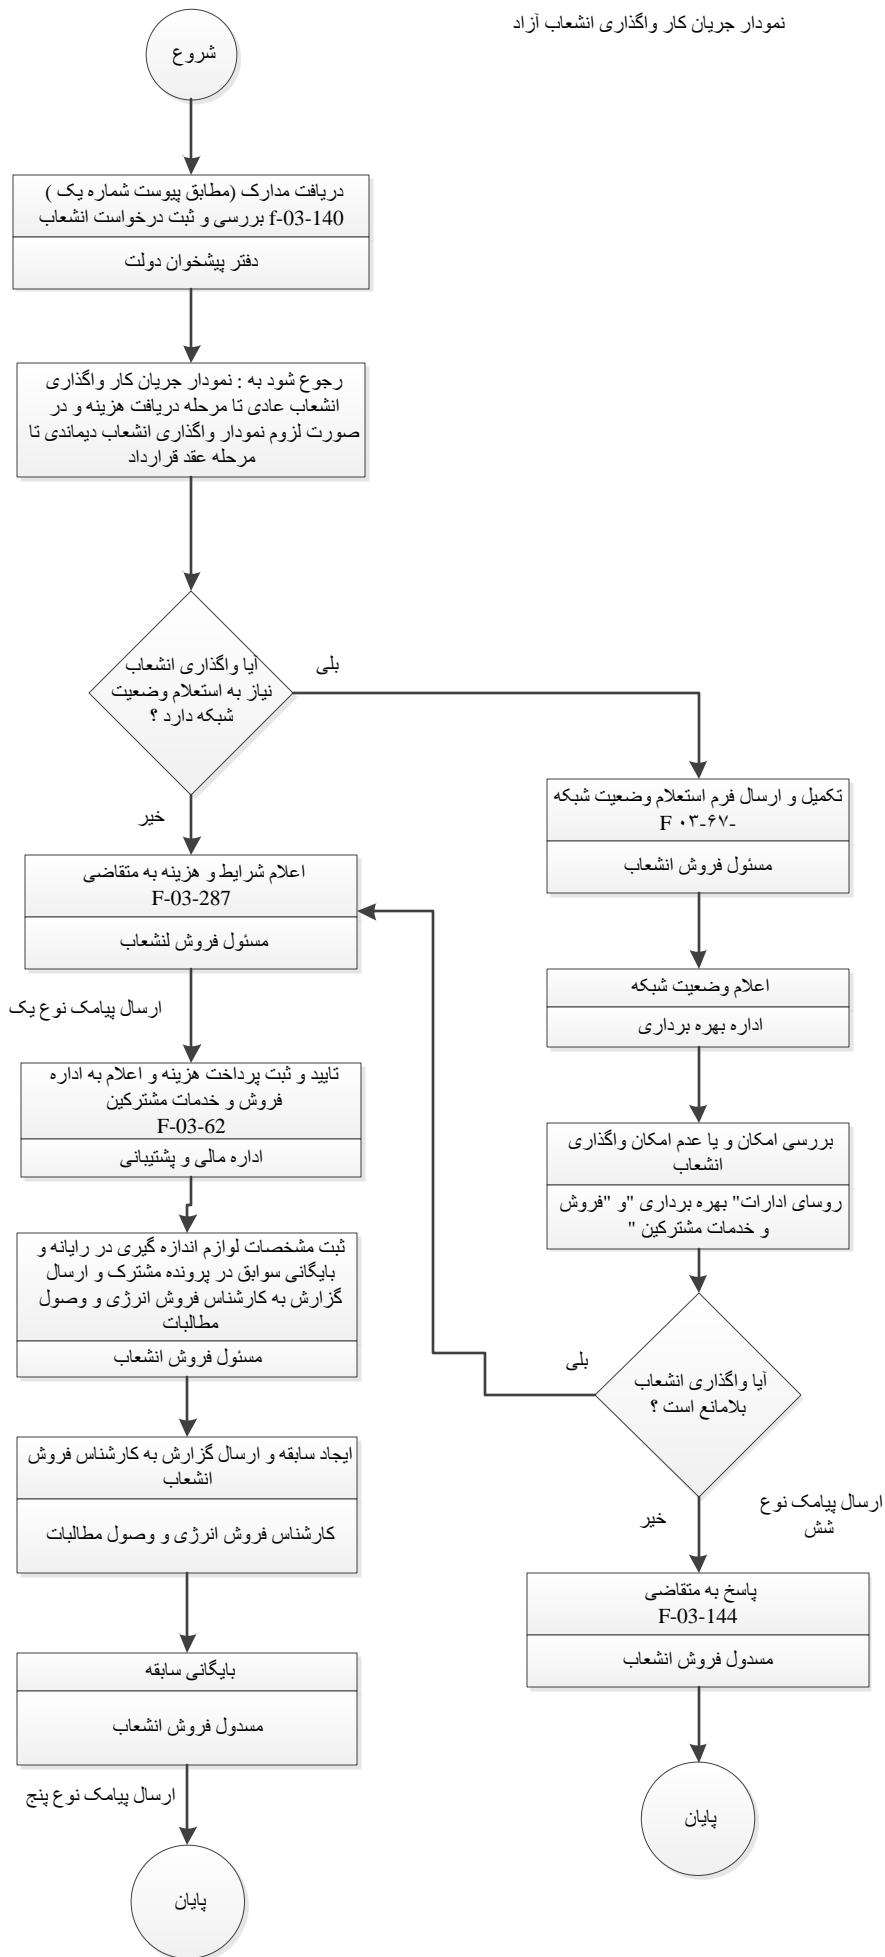 نمودار جریان کار واگذاری انشعاب آزاد
شروع
دریافت مدارک (مطابق پیوست شماره یک )
f-03-140 بررسی و ثبت درخواست انشعاب
دفتر پیشخوان دولت
رجوع شود به : نمودار جریان کار واگذاری
انشعاب عادی تا مرحله دریافت هزینه و در
صورت لزوم نمودار واگذاری انشعاب دیماندی تا
مرحله عقد قرارداد
آیا واگذاری انشعاب
نیاز به استعلام وضعیت
شبکه دارد ؟
بلی
خیر
تکمیل و ارسال فرم استعلام وضعیت شبکه
F ۰۳-۶۷-
مسئول فروش انشعاب
اعلام وضعیت شبکه
اداره بهره برداری
بررسی امکان و یا عدم امکان واگذاری
انشعاب
روسای ادارات" بهره برداری "و "فروش
و خدمات مشترکین "
آیا واگذاری انشعاب
بلامانع است ؟
بلی
خیر
ارسال پیامک نوع
شش
پاسخ به متقاضی
F-03-144
مسدول فروش انشعاب
پایان
اعلام شرایط و هزینه به متقاضی
F-03-287
مسئول فروش لنشعاب
ارسال پیامک نوع یک
تایید و ثبت پرداخت هزینه و اعلام به اداره
فروش و خدمات مشترکین
F-03-62
اداره مالی و پشتیبانی
ثبت مشخصات لوازم اندازه گیری در رایانه و
بایگانی سوابق در پرونده مشترک و ارسال
گزارش به کارشناس فروش انرژی و وصول
مطالبات
مسئول فروش انشعاب
ایجاد سابقه و ارسال گزارش به کارشناس فروش
انشعاب
کارشناس فروش انرژی و وصول مطالبات
بایگانی سابقه
مسدول فروش انشعاب
ارسال پیامک نوع پنج
پایان